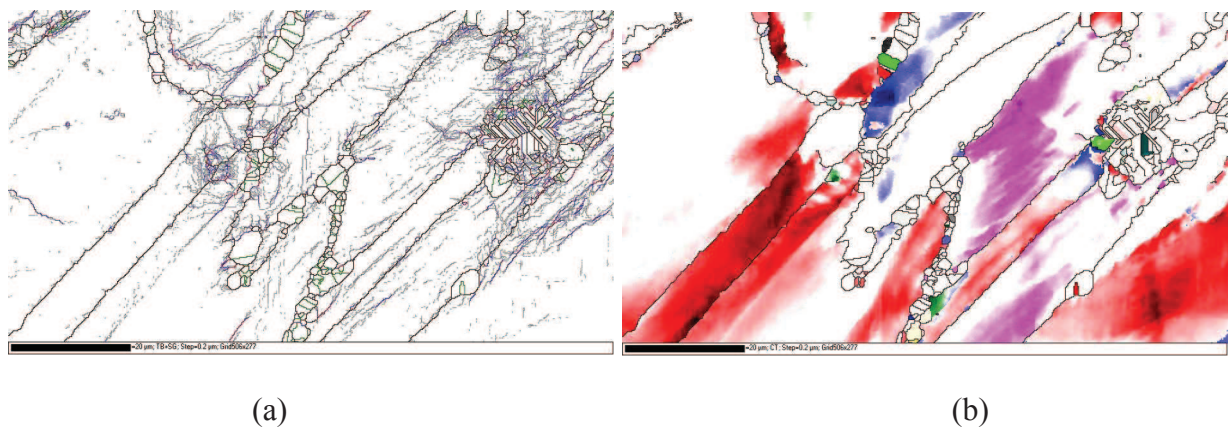 =20 µm; TB+SG; Step=0.2 µm; Grid506x277
=20 µm; CT; Step=0.2 µm; Grid506x277
(a)
(b)